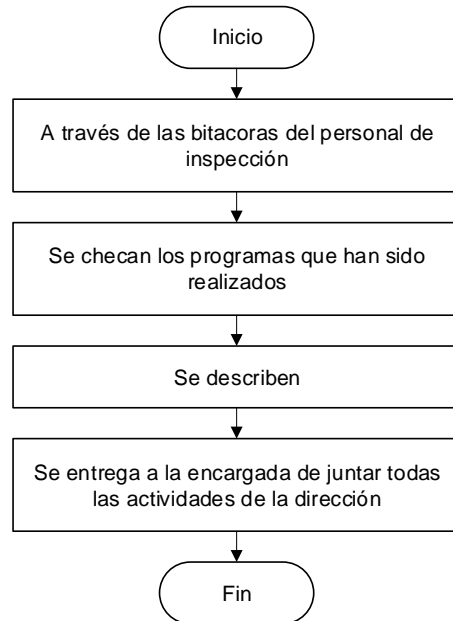 Inicio
A través de las bitacoras del personal de
inspección
Se checan los programas que han sido
realizados
Se describen
Se entrega a la encargada de juntar todas
las actividades de la dirección
Fin